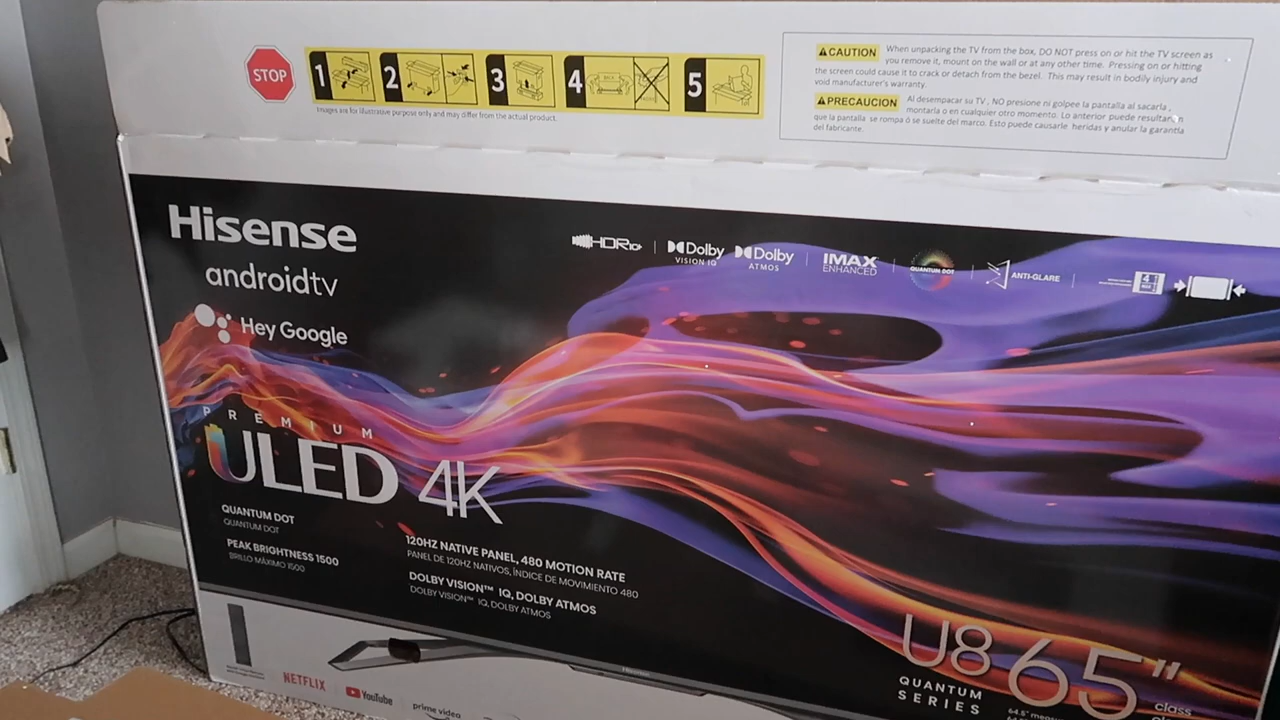 STOP
1 2 3 4 5
Images are for illustrative purpose only and may differ from the actual product.
CAUTION When unpacking the TV from the box, DO NOT press on or hit the TV screen as
you remove it, mount on the wall or at any other time. Pressing on or hitting
the screen could cause it to crack or detach from the bezel. This may result in bodily injury and
void manufacturer's warranty.
PRECAUCION Al desempacar su TV, NO presione ni golpee la pantalla al sacarla,
montarla o en cualquier otro momento. Lo anterior puede resultar en
que la pantalla se rompa ó se suelte del marco. Esto puede causarle heridas y anular la garantía
del fabricante.
Hisense
androidtv
Hey Google
HDR10+
Dolby
VISION IQ
Dolby
ATMOS
IMAX
ENHANCED
QUANTUM DOT
ANTI-GLARE
PREMIUM
ULED 4K
QUANTUM DOT
QUANTUM DOT
PEAK BRIGHTNESS 1500
BRILLO MÁXIMO 1500
120HZ NATIVE PANEL, 480 MOTION RATE
PANEL DE 120HZ NATIVOS, ÍNDICE DE MOVIMIENTO 480
DOLBY VISION™ IQ, DOLBY ATMOS
DOLBY VISION™ IQ, DOLBY ATMOS
U8
QUANTUM
SERIES
65"
class
64.5"
NETFLIX
YouTube
prime video
Hisense